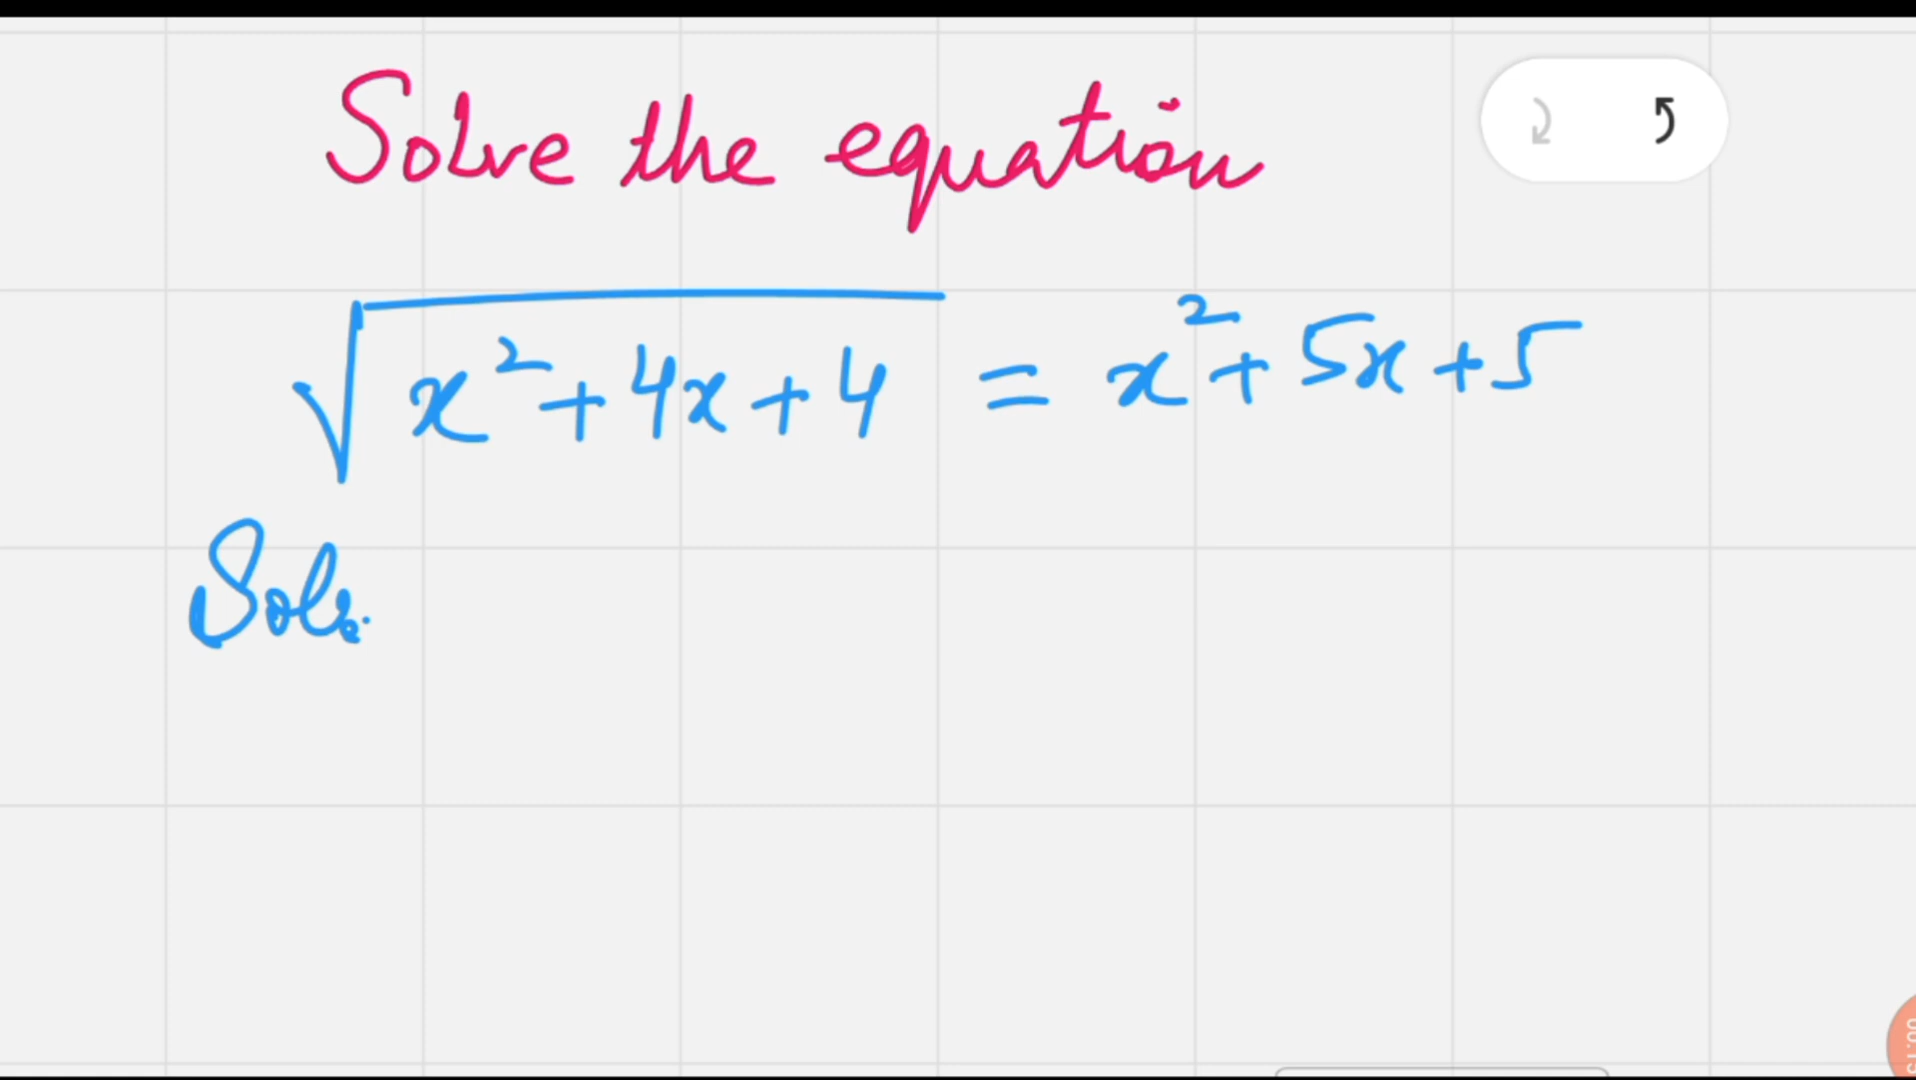 Solve the equation
√(x²+4x+4) = x²+5x+5
Sol: